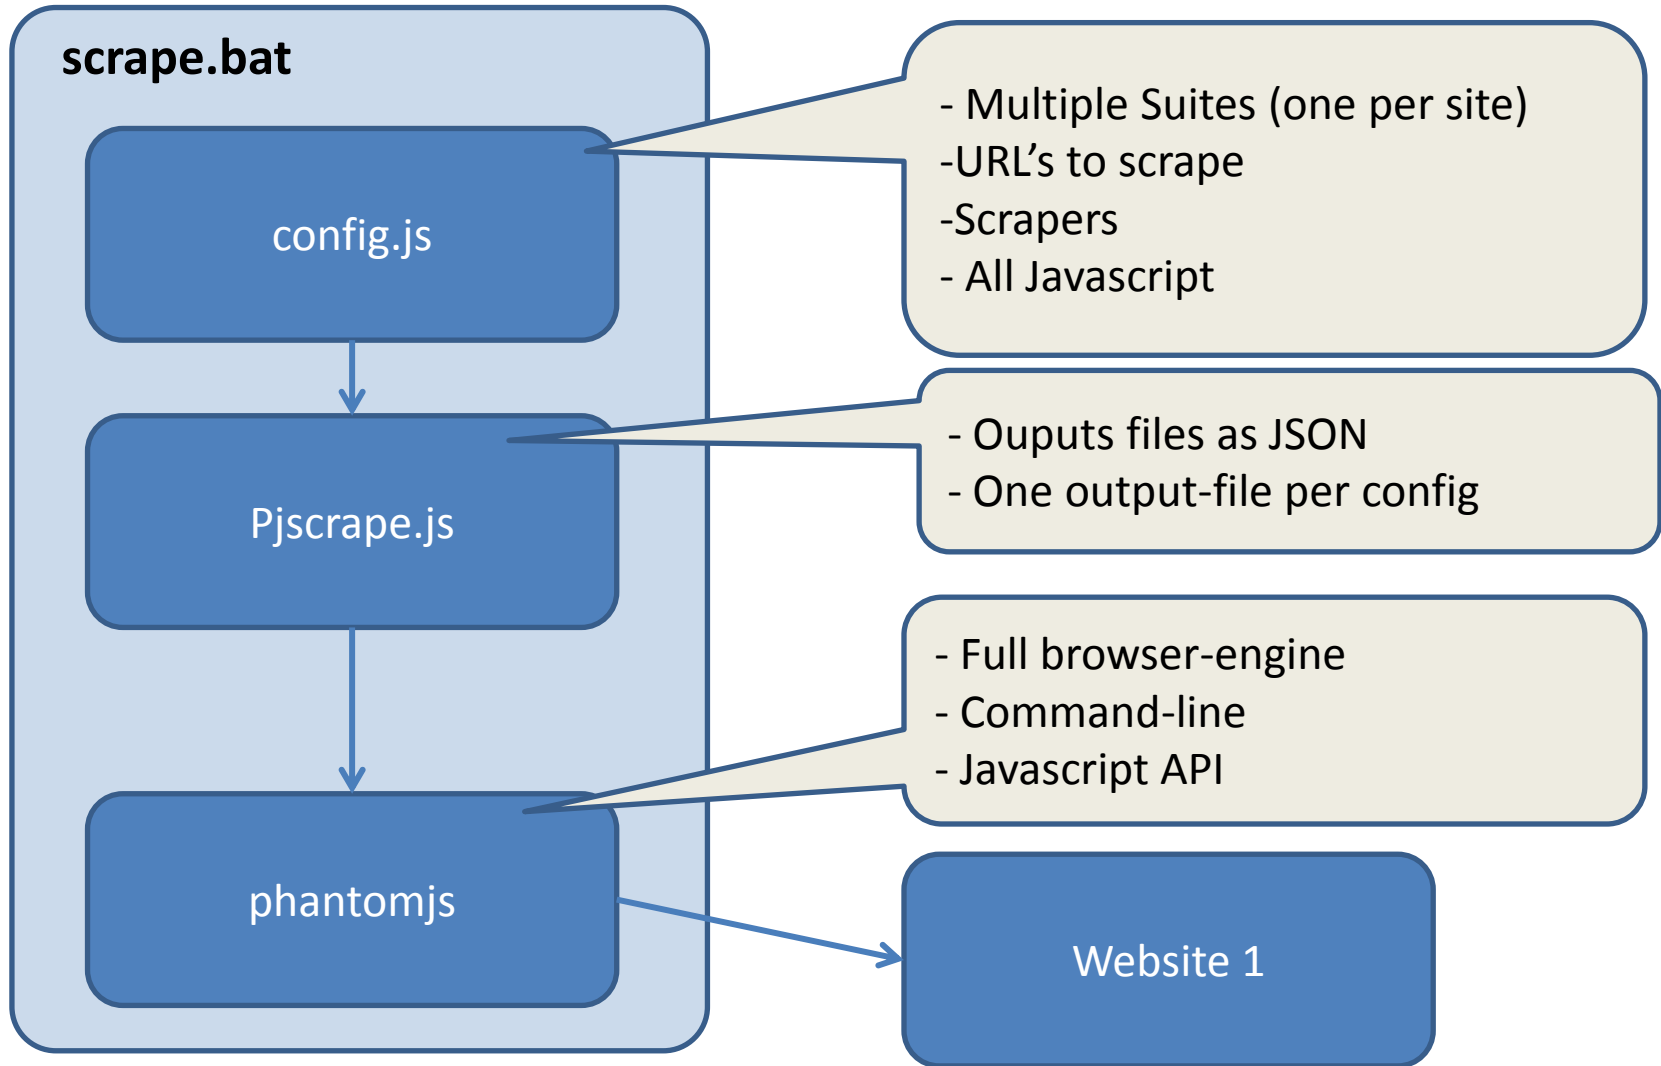 scrape.bat
config.js
- Multiple Suites (one per site)
-URL’s to scrape
-Scrapers
- All Javascript
Pjscrape.js
- Ouputs files as JSON
- One output-file per config
phantomjs
- Full browser-engine
- Command-line
- Javascript API
Website 1